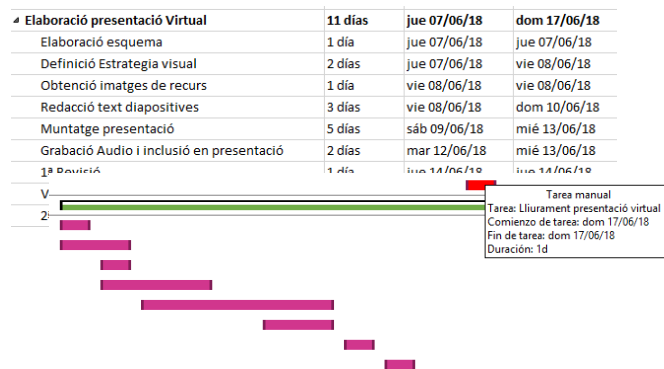 Elaboració presentació Virtual 11 días jue 07/06/18 dom 17/06/18
Elaboració esquema 1 día jue 07/06/18 jue 07/06/18
Definició Estrategia visual 2 días jue 07/06/18 vie 08/06/18
Obtenció imatges de recurs 1 día vie 08/06/18 vie 08/06/18
Redacció text diapositives 3 días vie 08/06/18 dom 10/06/18
Muntatge presentació 5 días sáb 09/06/18 mié 13/06/18
Grabació Audio i inclusió en presentació 2 días mar 12/06/18 mié 13/06/18
1ª Revisió 1 día jue 14/06/18 jue 14/06/18
V
2
Tarea manual
Tarea: Lliurament presentació virtual
Comienzo de tarea: dom 17/06/18
Fin de tarea: dom 17/06/18
Duración: 1d